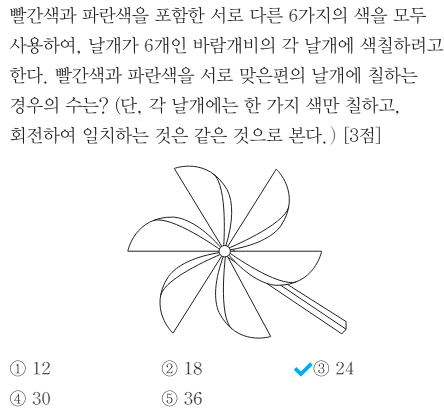 빨간색과 파란색을 포함한 서로 다른 6가지의 색을 모두
사용하여, 날개가 6개인 바람개비의 각 날개에 색칠하려고
한다. 빨간색과 파란색을 서로 맞은편의 날개에 칠하는
경우의 수는? (단, 각 날개에는 한 가지 색만 칠하고,
회전하여 일치하는 것은 같은 것으로 본다.) [3점]
① 12 ② 18 ③ 24
④ 30 ⑤ 36